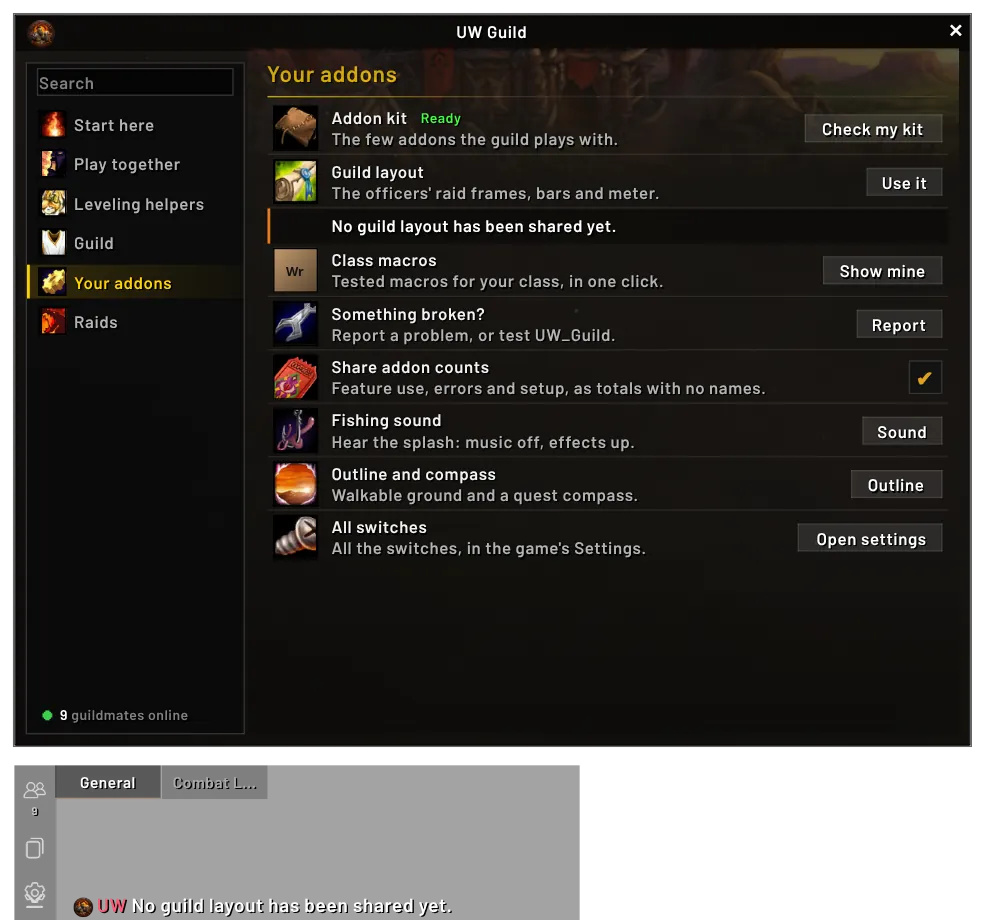 UW Guild
Search
Start here
Play together
Leveling helpers
Guild
Your addons
Raids
9 guildmates online
Your addons
Addon kit Ready
The few addons the guild plays with.
Check my kit
Guild layout
The officers' raid frames, bars and meter.
Use it
No guild layout has been shared yet.
Wr
Class macros
Tested macros for your class, in one click.
Show mine
Something broken?
Report a problem, or test UW_Guild.
Report
Share addon counts
Feature use, errors and setup, as totals with no names.
Fishing sound
Hear the splash: music off, effects up.
Sound
Outline and compass
Walkable ground and a quest compass.
Outline
All switches
All the switches, in the game's Settings.
Open settings
General
Combat L...
9
UW No guild layout has been shared yet.